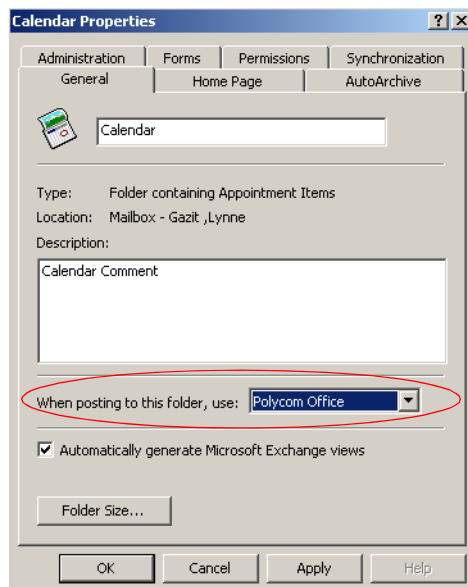 Calendar Properties
Administration Forms Permissions Synchronization
General Home Page AutoArchive
Calendar
Type: Folder containing Appointment Items
Location: Mailbox - Gazit ,Lynne
Description:
Calendar Comment
When posting to this folder, use: Polycom Office
Automatically generate Microsoft Exchange views
Folder Size...
OK Cancel Apply Help